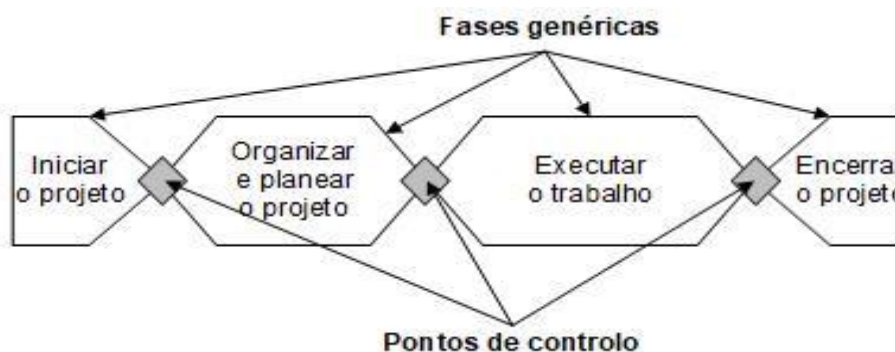 Fases genéricas
Iniciar
o projeto
Organizar
e planear
o projeto
Executar
o trabalho
Encerra
o projet
Pontos de controlo